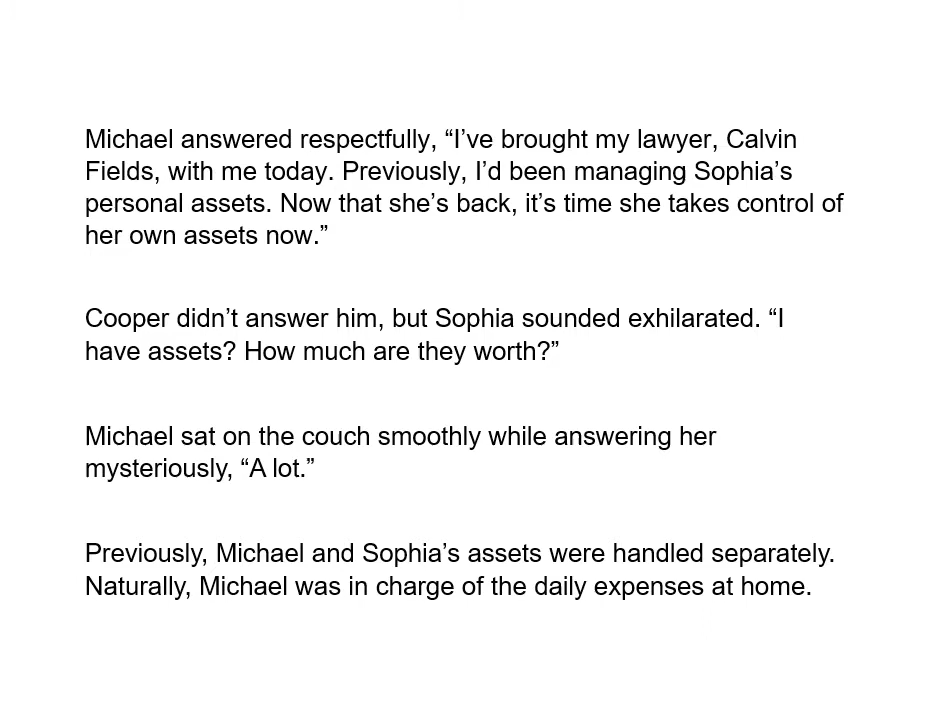 Michael answered respectfully, “I’ve brought my lawyer, Calvin
Fields, with me today. Previously, I’d been managing Sophia’s
personal assets. Now that she’s back, it’s time she takes control of
her own assets now.”
Cooper didn’t answer him, but Sophia sounded exhilarated. “I
have assets? How much are they worth?”
Michael sat on the couch smoothly while answering her
mysteriously, “A lot.”
Previously, Michael and Sophia’s assets were handled separately.
Naturally, Michael was in charge of the daily expenses at home.